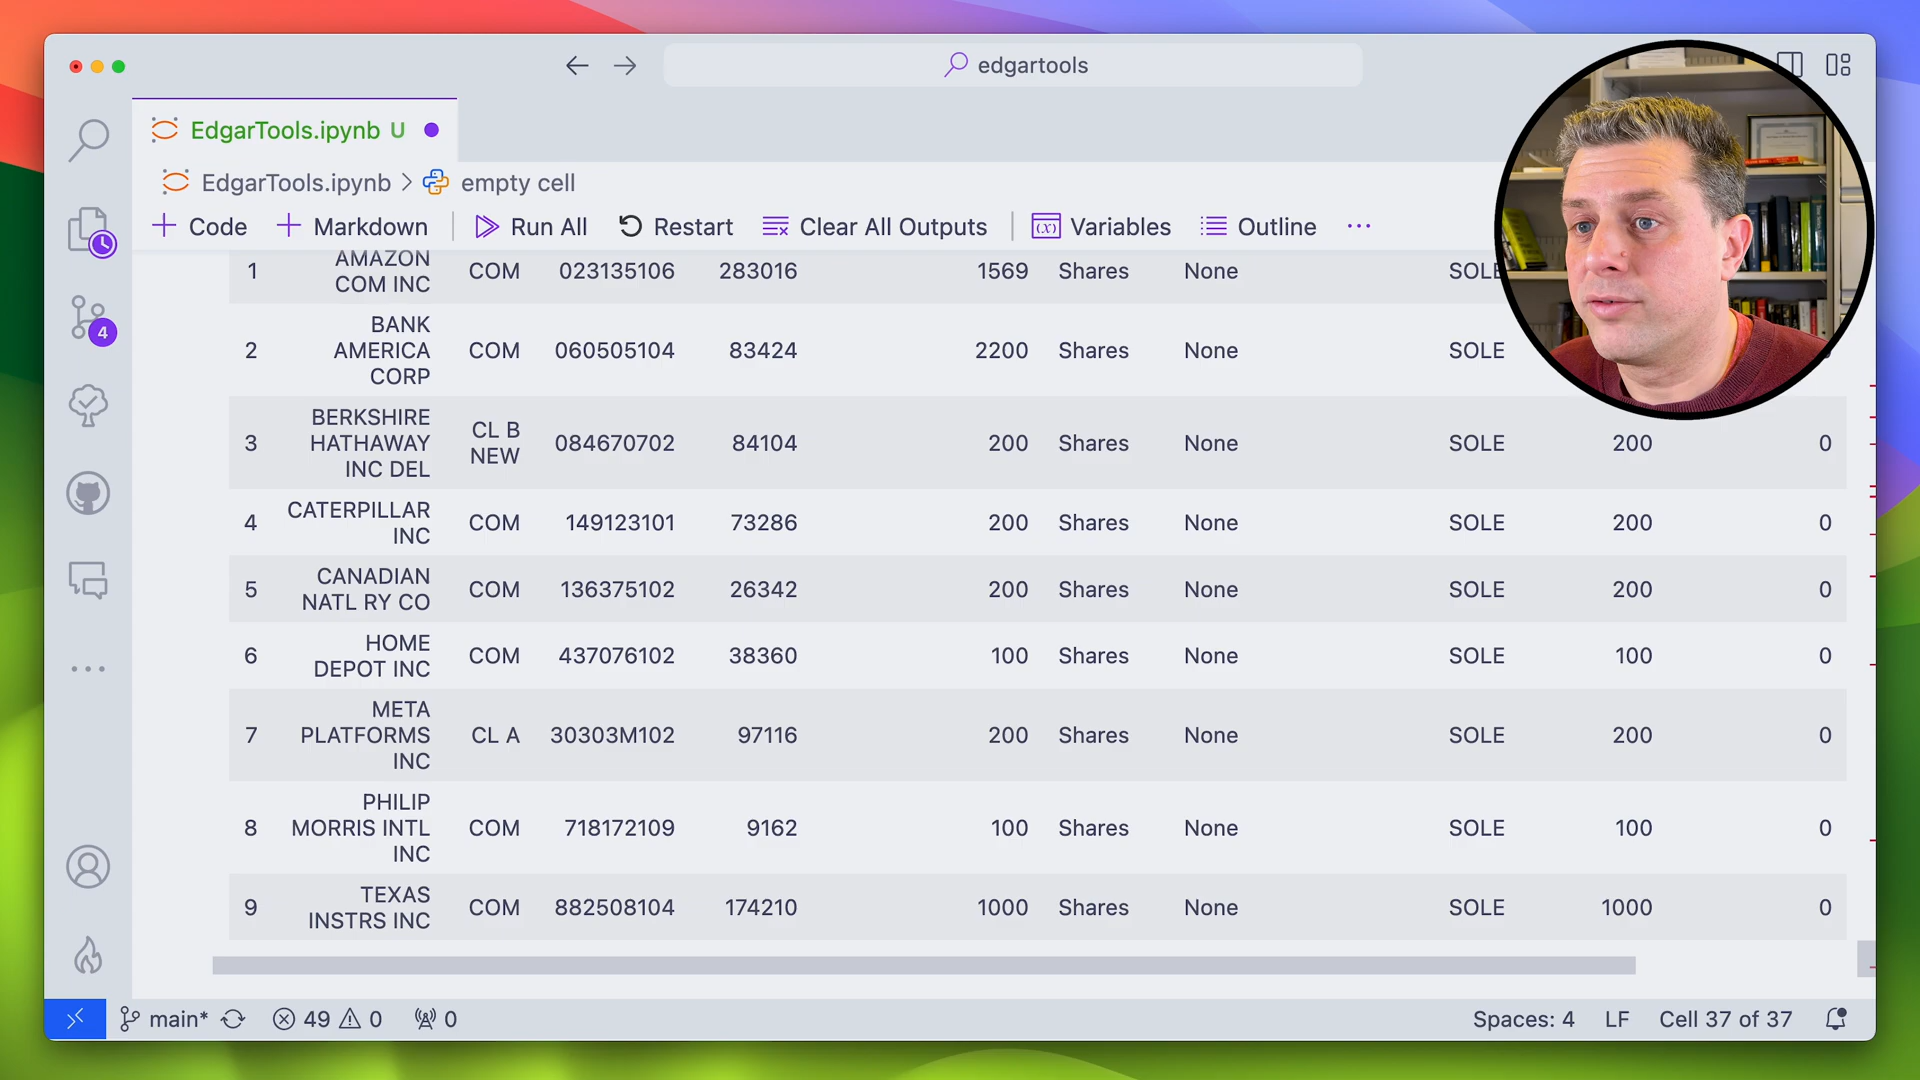 edgartools
EdgarTools.ipynb U
EdgarTools.ipynb > empty cell
Code Markdown Run All Restart Clear All Outputs Variables Outline ...
1 AMAZON COM INC COM 023135106 283016 1569 Shares None SOLE
2 BANK AMERICA CORP COM 060505104 83424 2200 Shares None SOLE
3 BERKSHIRE HATHAWAY INC DEL CL B NEW 084670702 84104 200 Shares None SOLE 200 0
4 CATERPILLAR INC COM 149123101 73286 200 Shares None SOLE 200 0
5 CANADIAN NATL RY CO COM 136375102 26342 200 Shares None SOLE 200 0
6 HOME DEPOT INC COM 437076102 38360 100 Shares None SOLE 100 0
7 META PLATFORMS INC CL A 30303M102 97116 200 Shares None SOLE 200 0
8 PHILIP MORRIS INTL INC COM 718172109 9162 100 Shares None SOLE 100 0
9 TEXAS INSTRS INC COM 882508104 174210 1000 Shares None SOLE 1000 0
4
main* 49 0 0 Spaces: 4 LF Cell 37 of 37